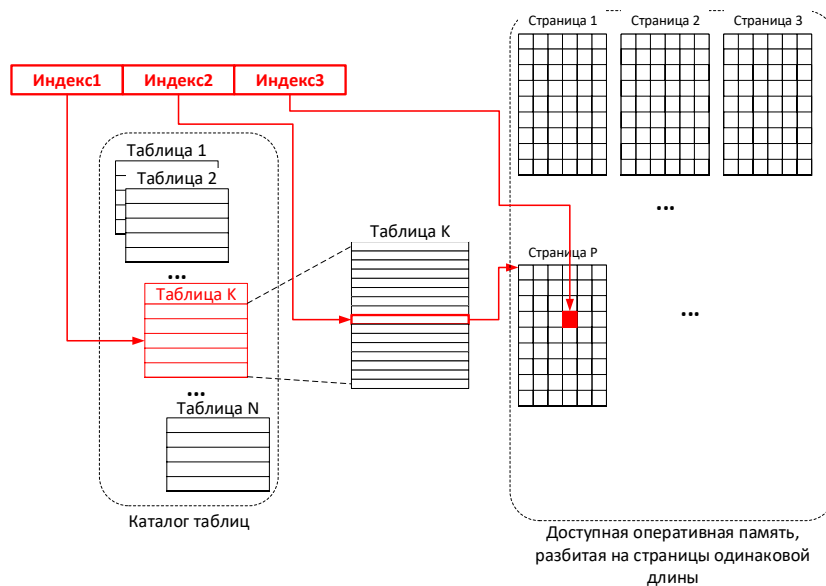 Страница 1
Страница 2
Страница 3
Индекс1
Индекс2
Индекс3
Таблица 1
Таблица 2
...
Таблица K
...
Таблица N
Каталог таблиц
Таблица K
...
Страница P
...
Доступная оперативная память,
разбитая на страницы одинаковой
длины